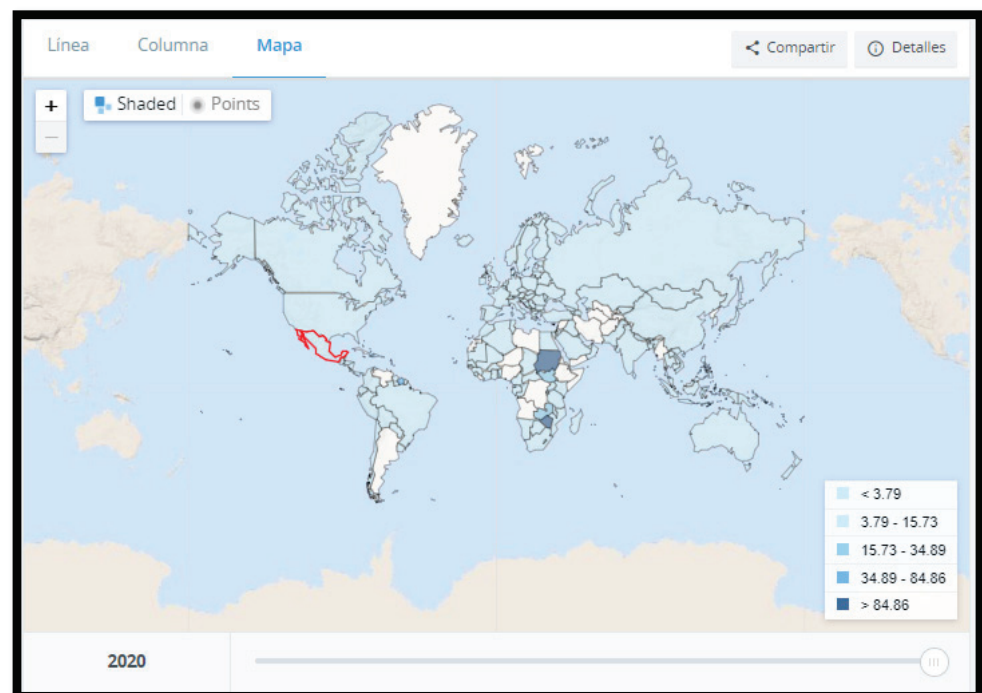 Línea Columna Mapa Compartir Detalles
+ Shaded Points
−
< 3.79
3.79 - 15.73
15.73 - 34.89
34.89 - 84.86
> 84.86
2020